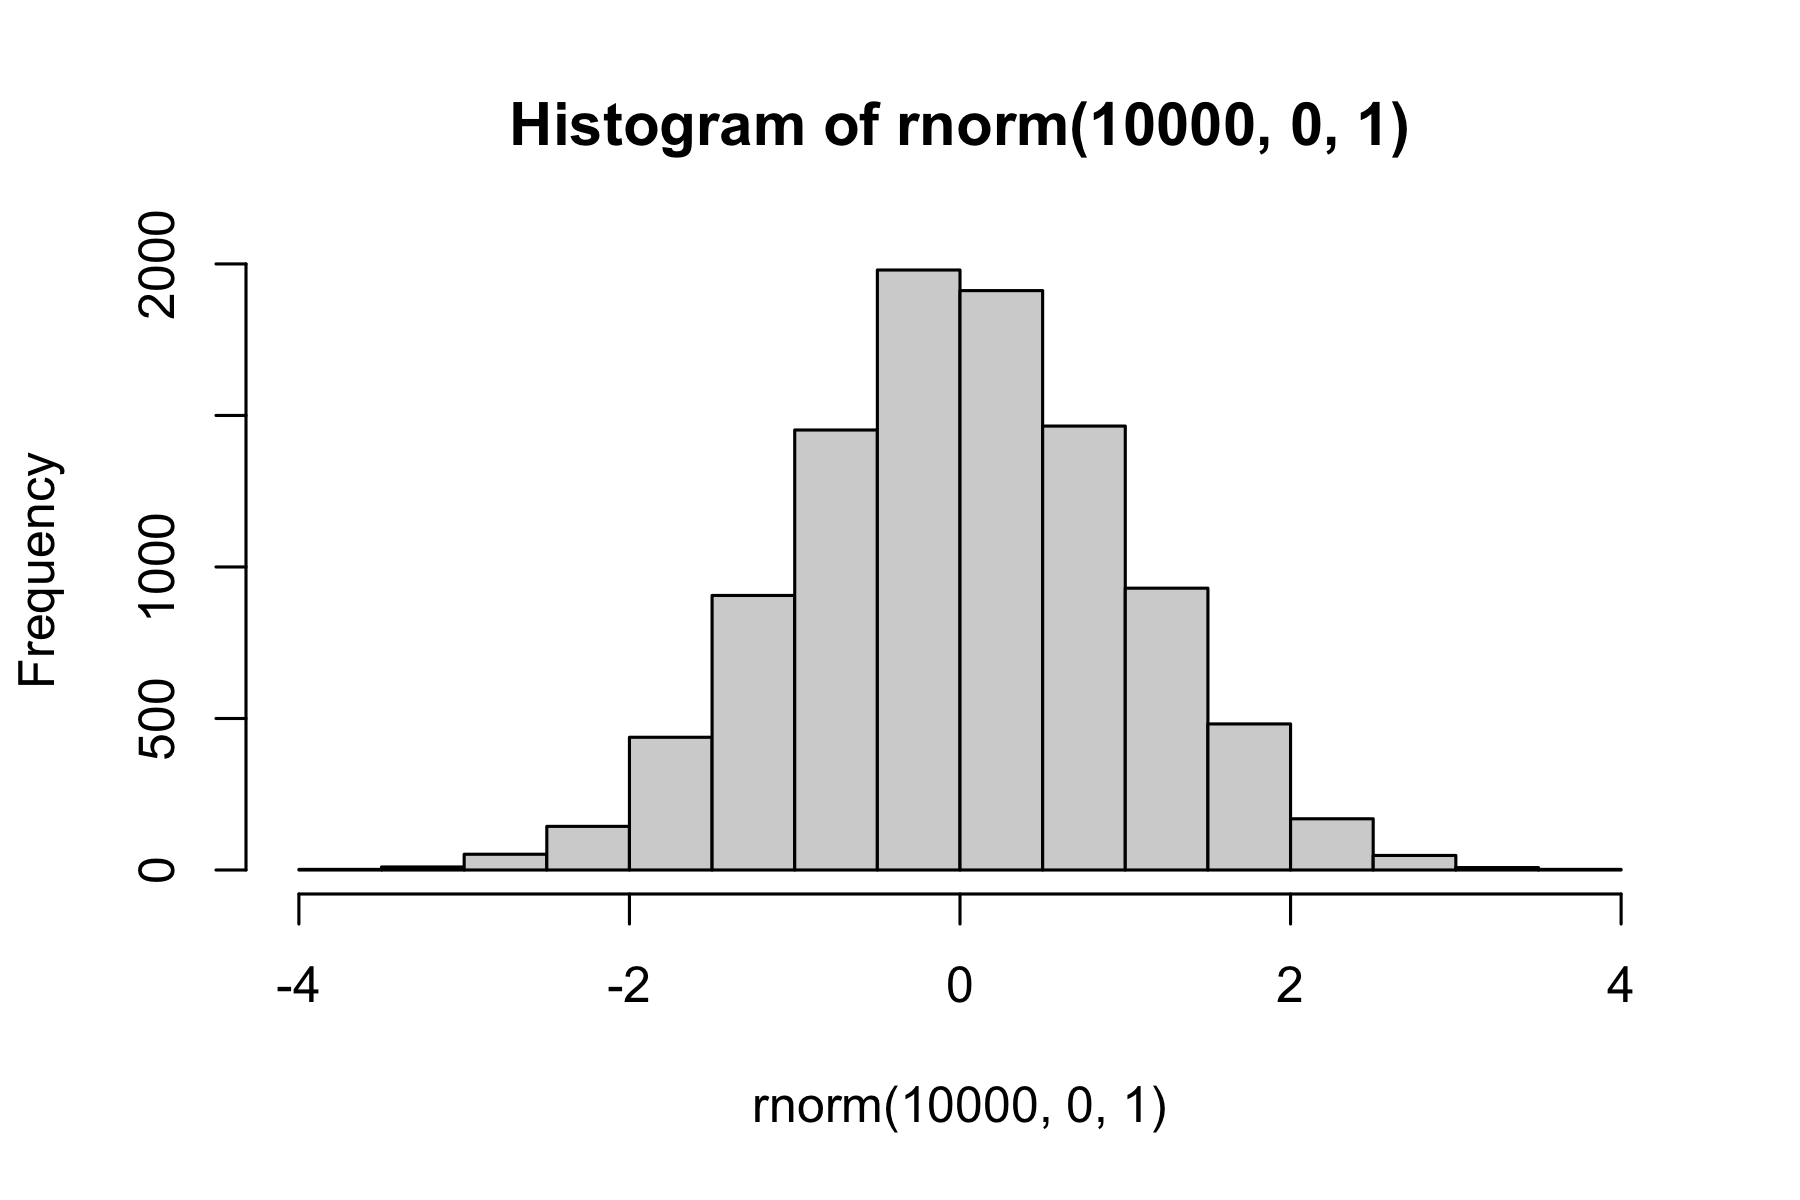 Histogram of rnorm(10000, 0, 1)
Frequency
2000
1000
500
0
-4 -2 0 2 4
rnorm(10000, 0, 1)